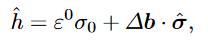 ĥ = ε⁰σ₀ + Δ𝒃 · 𝝈̂,